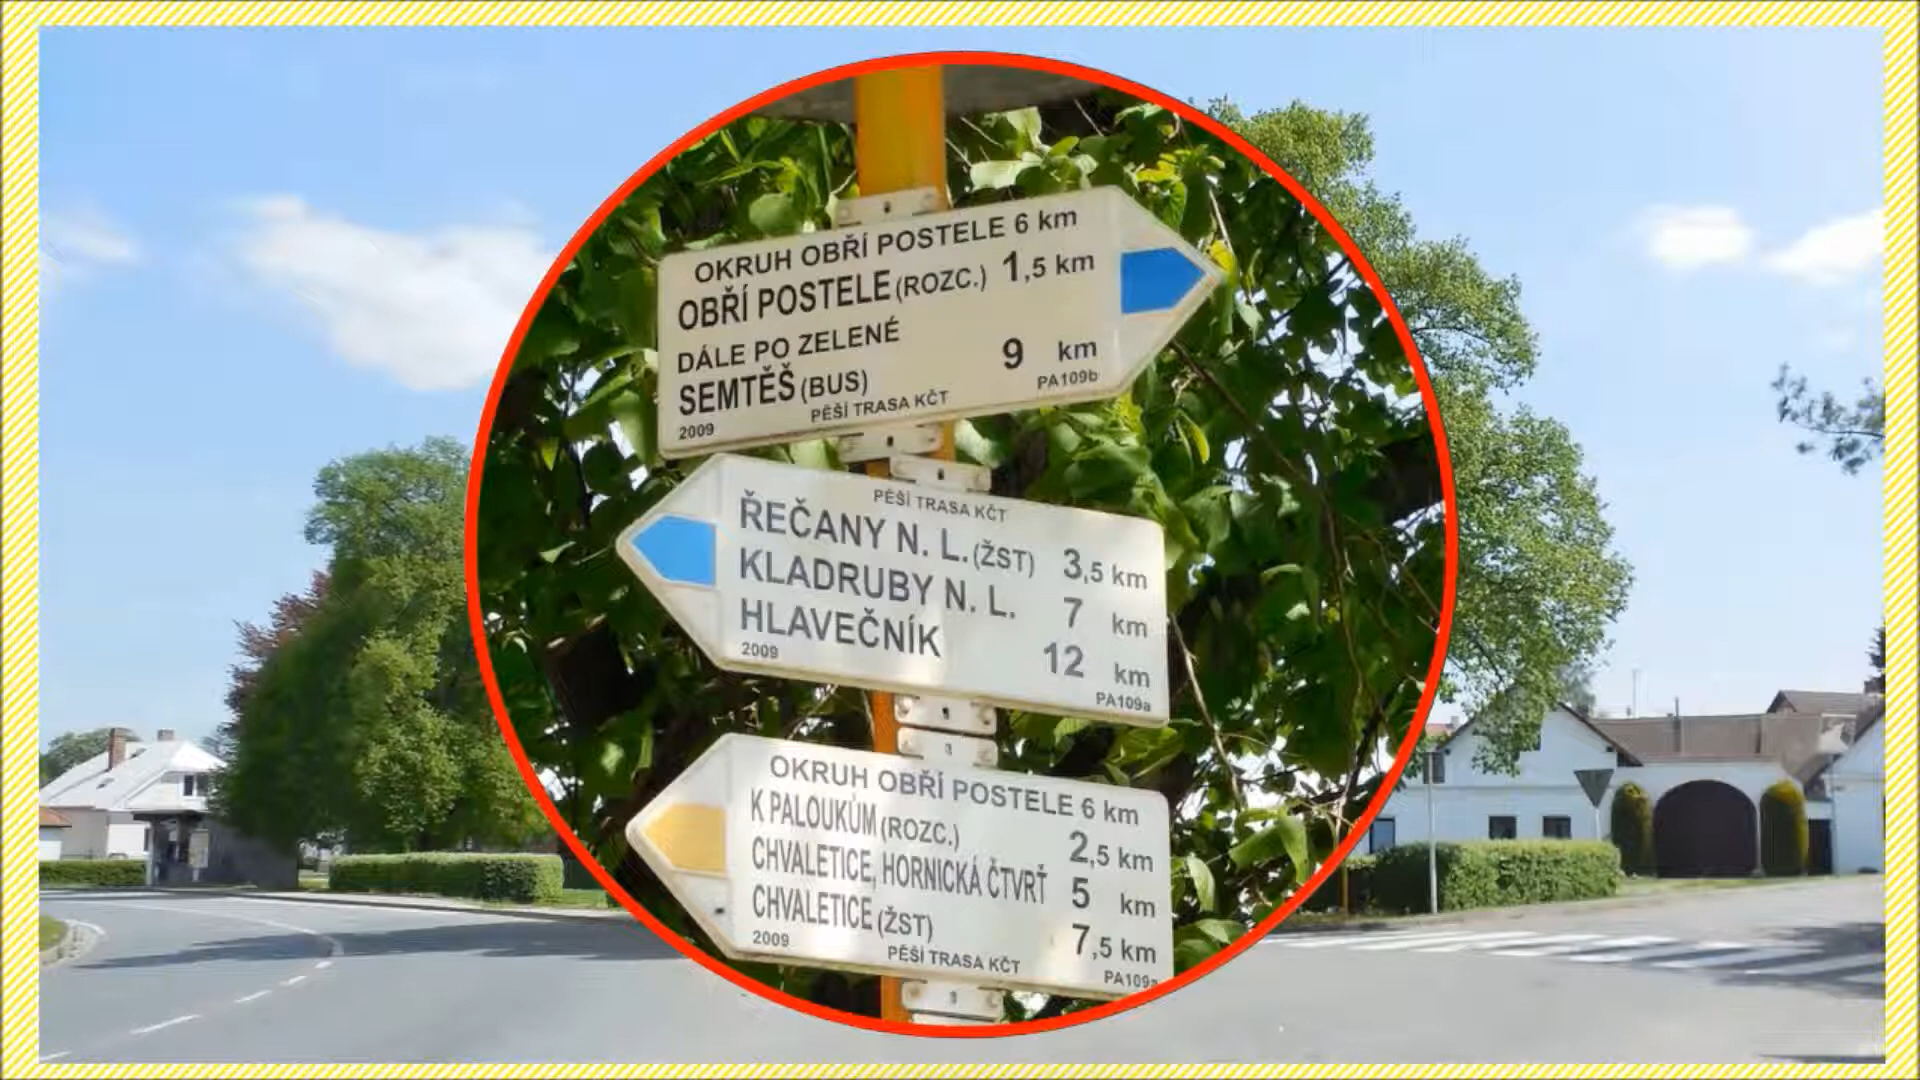 OKRUH OBŘÍ POSTELE 6 km
OBŘÍ POSTELE (ROZC.) 1,5 km
DÁLE PO ZELENÉ
SEMTĚŠ (BUS) 9 km
PĚŠÍ TRASA KČT PA109b
2009
PĚŠÍ TRASA KČT
ŘEČANY N. L. (ŽST) 3,5 km
KLADRUBY N. L. 7 km
HLAVEČNÍK 12 km
2009 PA109a
OKRUH OBŘÍ POSTELE 6 km
K PALOUKŮM (ROZC.) 2,5 km
CHVALETICE, HORNICKÁ ČTVRŤ 5 km
CHVALETICE (ŽST) 7,5 km
2009 PĚŠÍ TRASA KČT PA109a